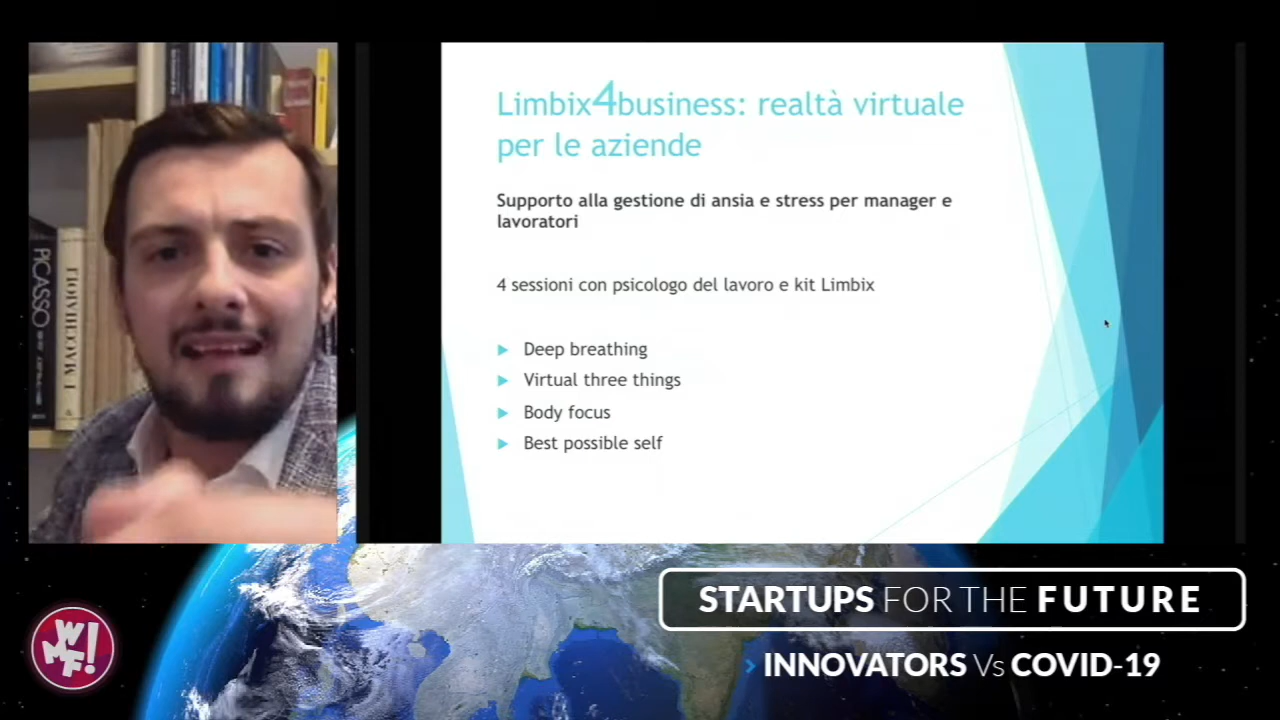 PICASSO
I MACCHIAIOLI
Limbix4business: realtà virtuale
per le aziende
Supporto alla gestione di ansia e stress per manager e
lavoratori
4 sessioni con psicologo del lavoro e kit Limbix
Deep breathing
Virtual three things
Body focus
Best possible self
STARTUPS FOR THE FUTURE
INNOVATORS Vs COVID-19
WMF!